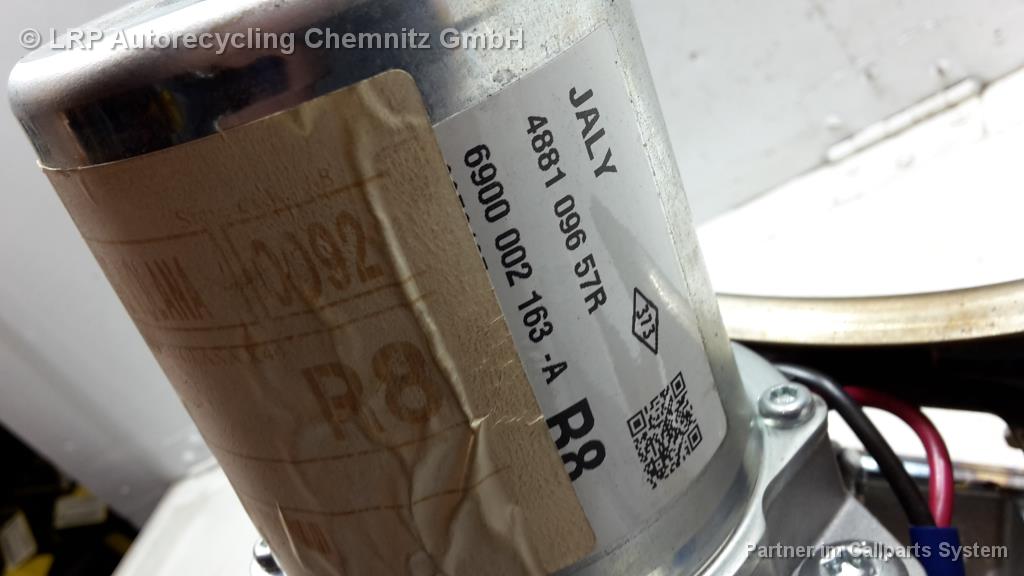 © LRP Autorecycling Chemnitz GmbH
JALY
4881 096 57R
6900 002 163 -A
R8
313
0092
R8
Partner im Callparts System